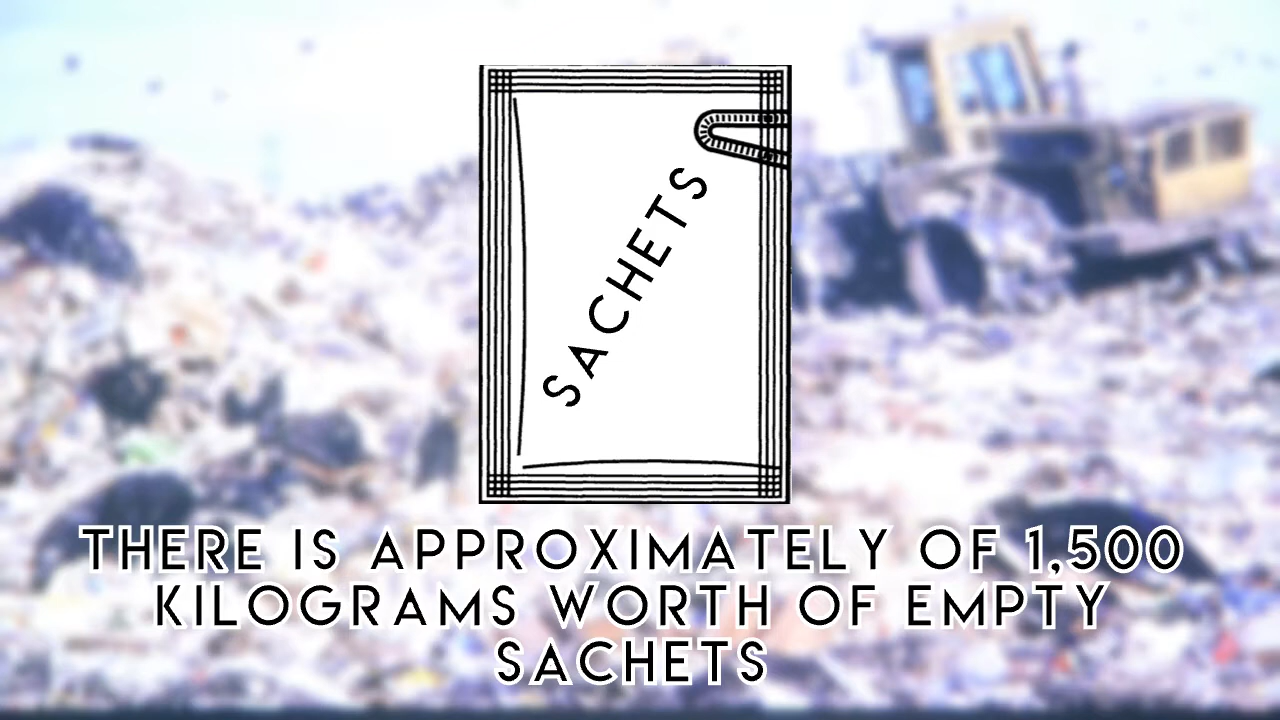 SACHETS
THERE IS APPROXIMATELY OF 1,500
KILOGRAMS WORTH OF EMPTY
SACHETS